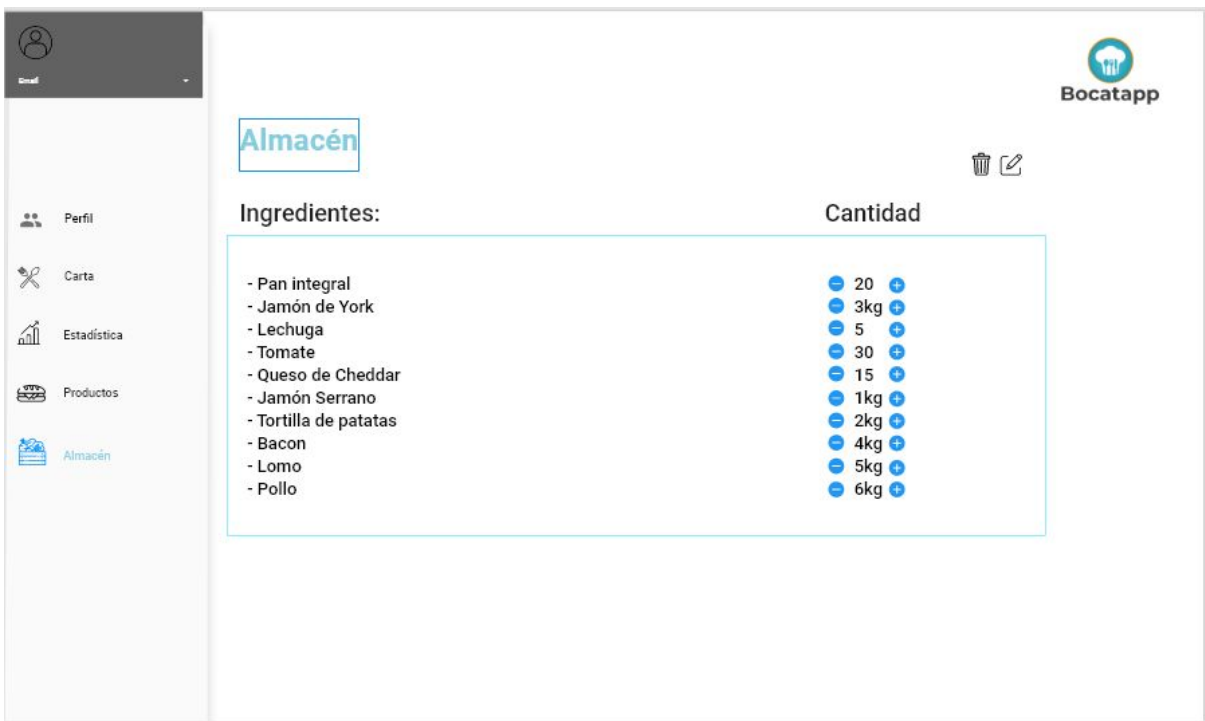 Email
Bocatapp
Almacén
Ingredientes: Cantidad
Perfil
Carta
Estadística
Productos
Almacén
- Pan integral 20
- Jamón de York 3kg
- Lechuga 5
- Tomate 30
- Queso de Cheddar 15
- Jamón Serrano 1kg
- Tortilla de patatas 2kg
- Bacon 4kg
- Lomo 5kg
- Pollo 6kg